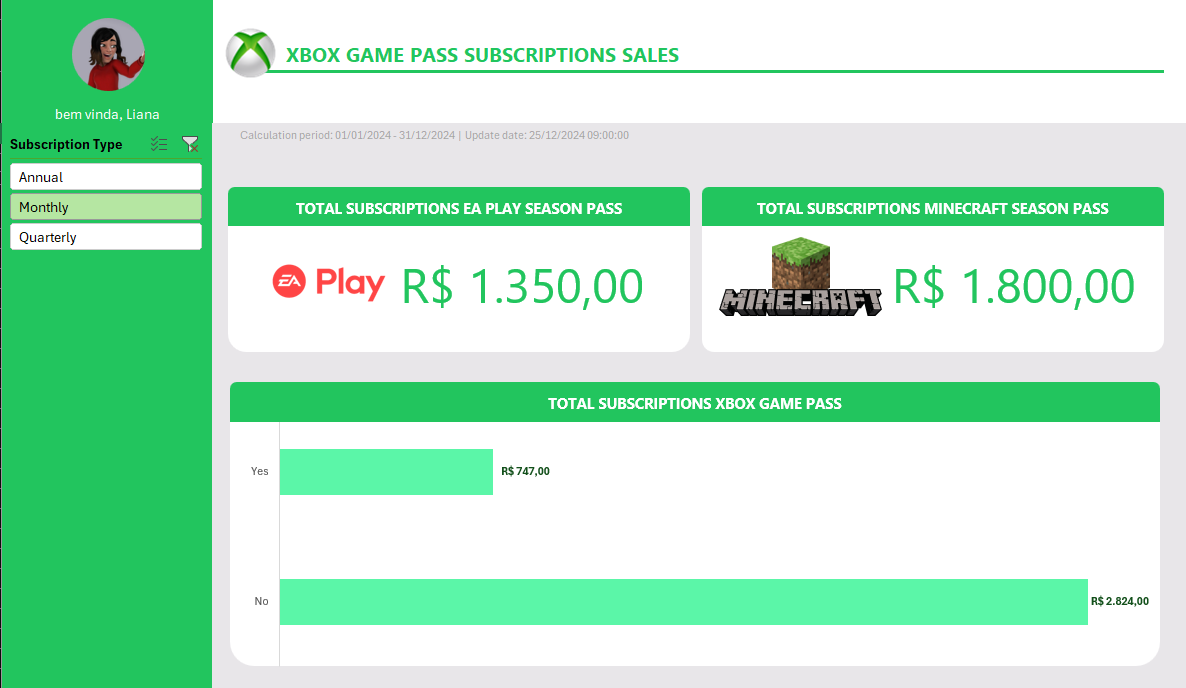 bem vinda, Liana
Subscription Type
Annual
Monthly
Quarterly
XBOX GAME PASS SUBSCRIPTIONS SALES
Calculation period: 01/01/2024 - 31/12/2024 | Update date: 25/12/2024 09:00:00
TOTAL SUBSCRIPTIONS EA PLAY SEASON PASS
EA Play R$ 1.350,00
TOTAL SUBSCRIPTIONS MINECRAFT SEASON PASS
MINECRAFT R$ 1.800,00
TOTAL SUBSCRIPTIONS XBOX GAME PASS
Yes R$ 747,00
No R$ 2.824,00